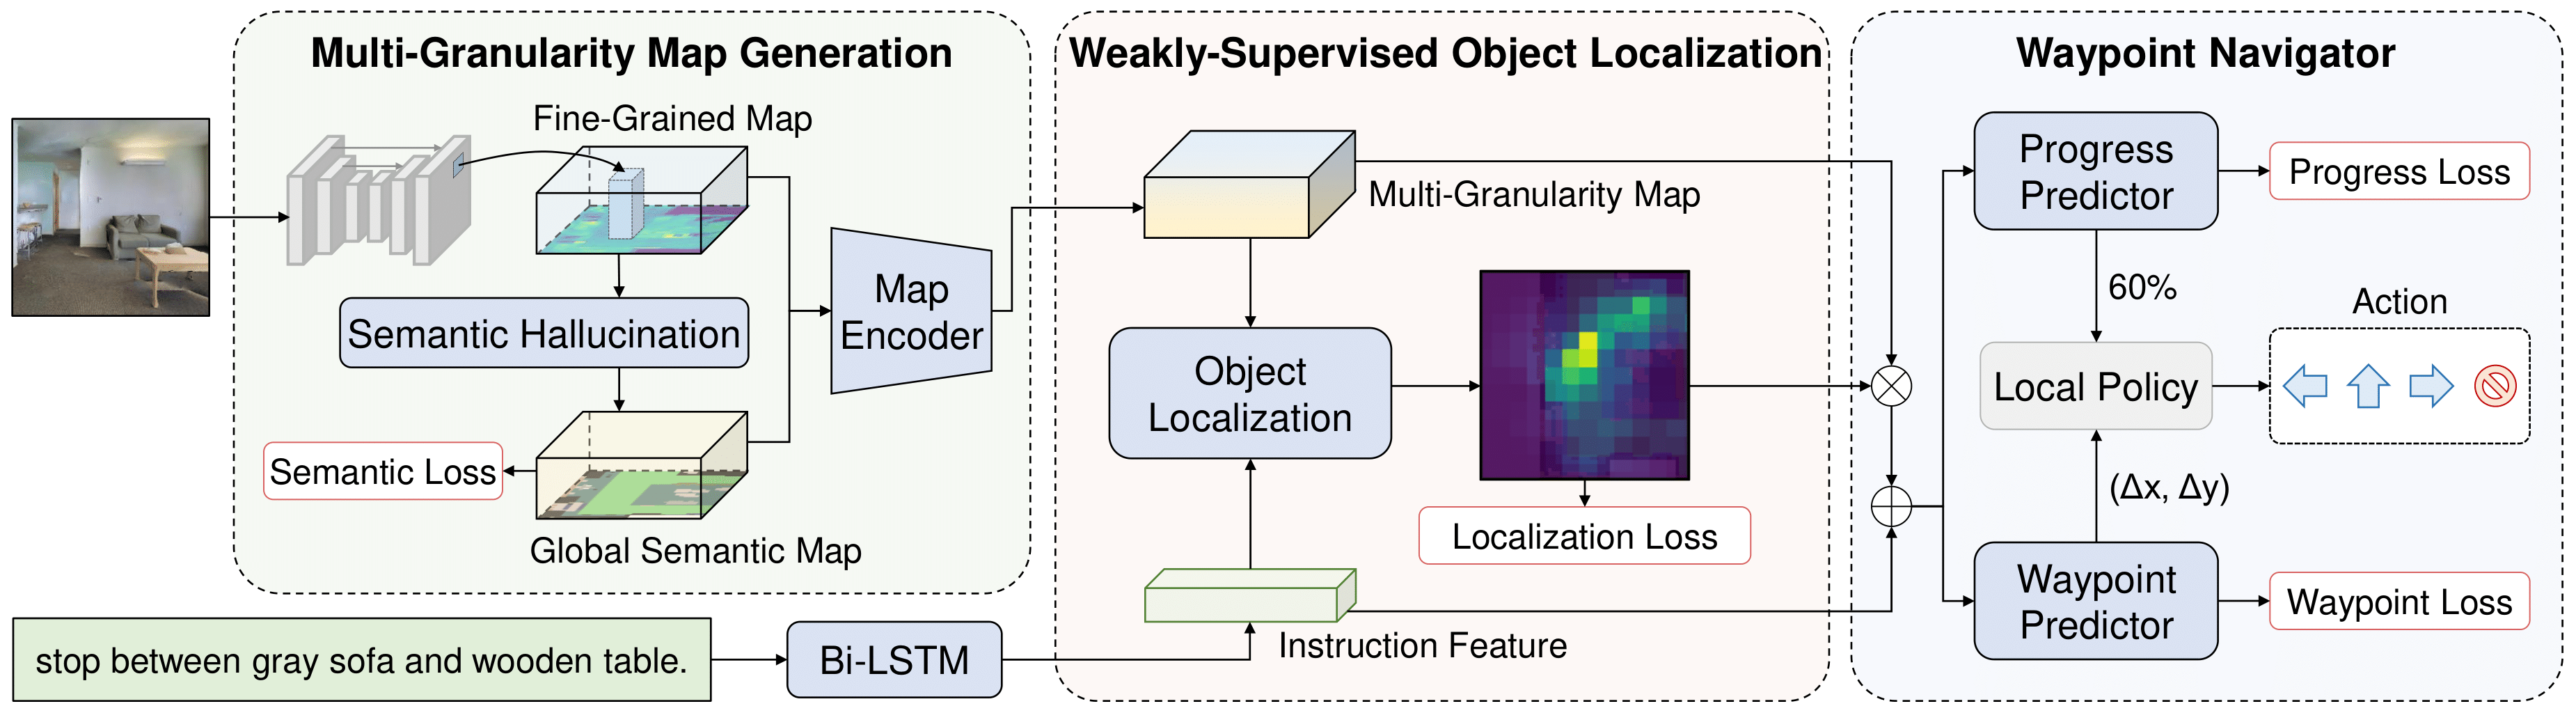 Multi-Granularity Map Generation
Fine-Grained Map
Semantic Hallucination
Map
Encoder
Semantic Loss
Global Semantic Map
stop between gray sofa and wooden table.
Bi-LSTM
Weakly-Supervised Object Localization
Multi-Granularity Map
Object
Localization
Localization Loss
Instruction Feature
Waypoint Navigator
Progress
Predictor
Progress Loss
60%
Action
Local Policy
(Δx, Δy)
Waypoint
Predictor
Waypoint Loss